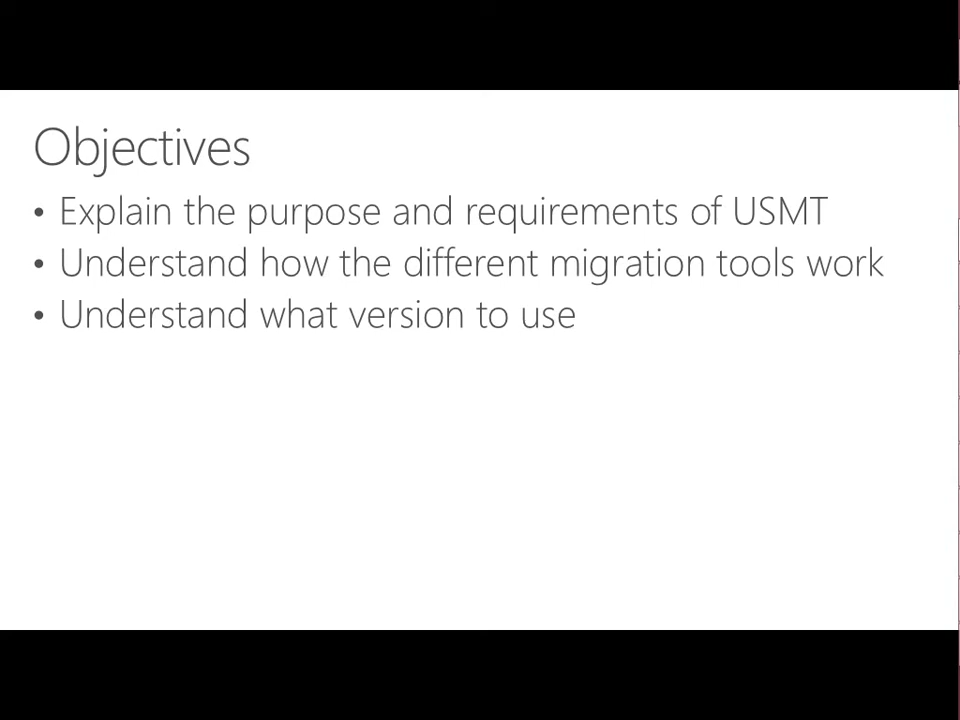 Objectives
• Explain the purpose and requirements of USMT
• Understand how the different migration tools work
• Understand what version to use